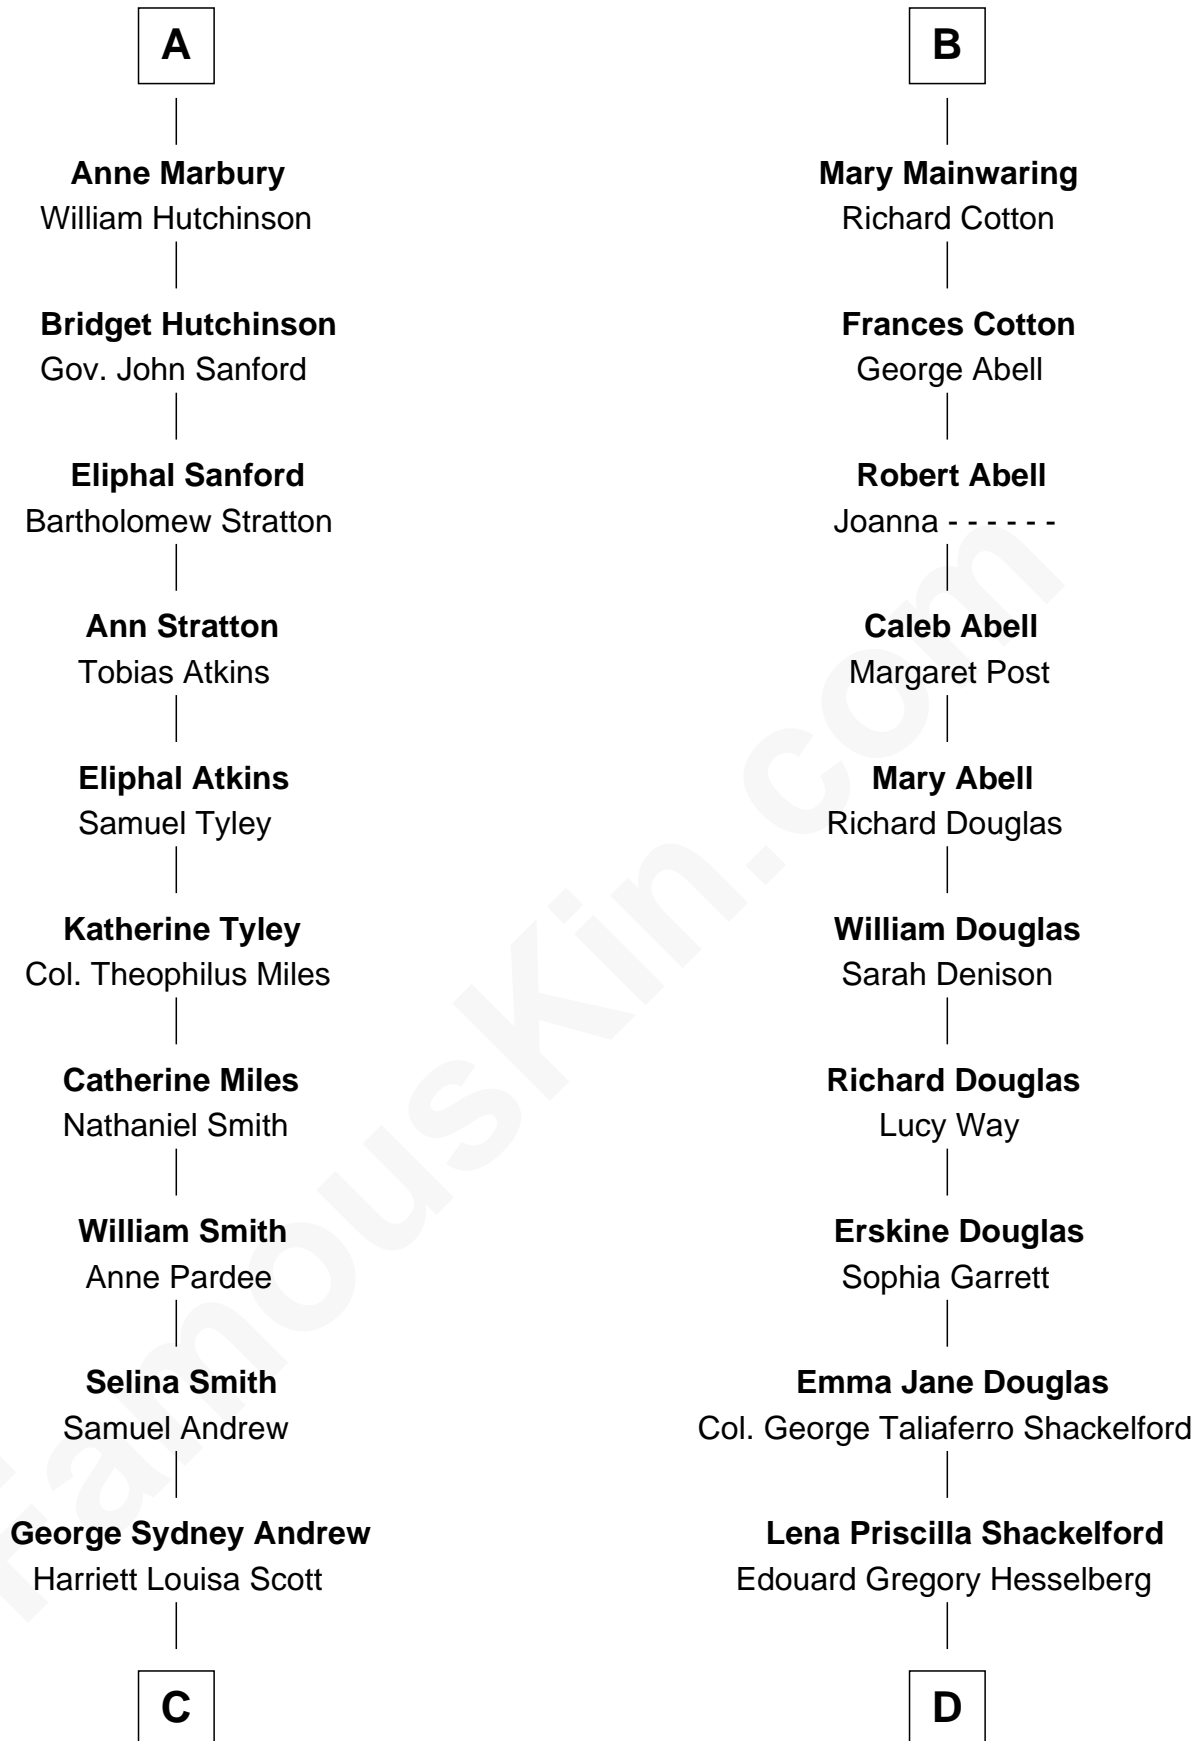 A
Anne Marbury
William Hutchinson
Bridget Hutchinson
Gov. John Sanford
Eliphal Sanford
Bartholomew Stratton
Ann Stratton
Tobias Atkins
Eliphal Atkins
Samuel Tyley
Katherine Tyley
Col. Theophilus Miles
Catherine Miles
Nathaniel Smith
William Smith
Anne Pardee
Selina Smith
Samuel Andrew
George Sydney Andrew
Harriett Louisa Scott
C
B
Mary Mainwaring
Richard Cotton
Frances Cotton
George Abell
Robert Abell
Joanna - - - - - -
Caleb Abell
Margaret Post
Mary Abell
Richard Douglas
William Douglas
Sarah Denison
Richard Douglas
Lucy Way
Erskine Douglas
Sophia Garrett
Emma Jane Douglas
Col. George Taliaferro Shackelford
Lena Priscilla Shackelford
Edouard Gregory Hesselberg
D
FamousKin.com